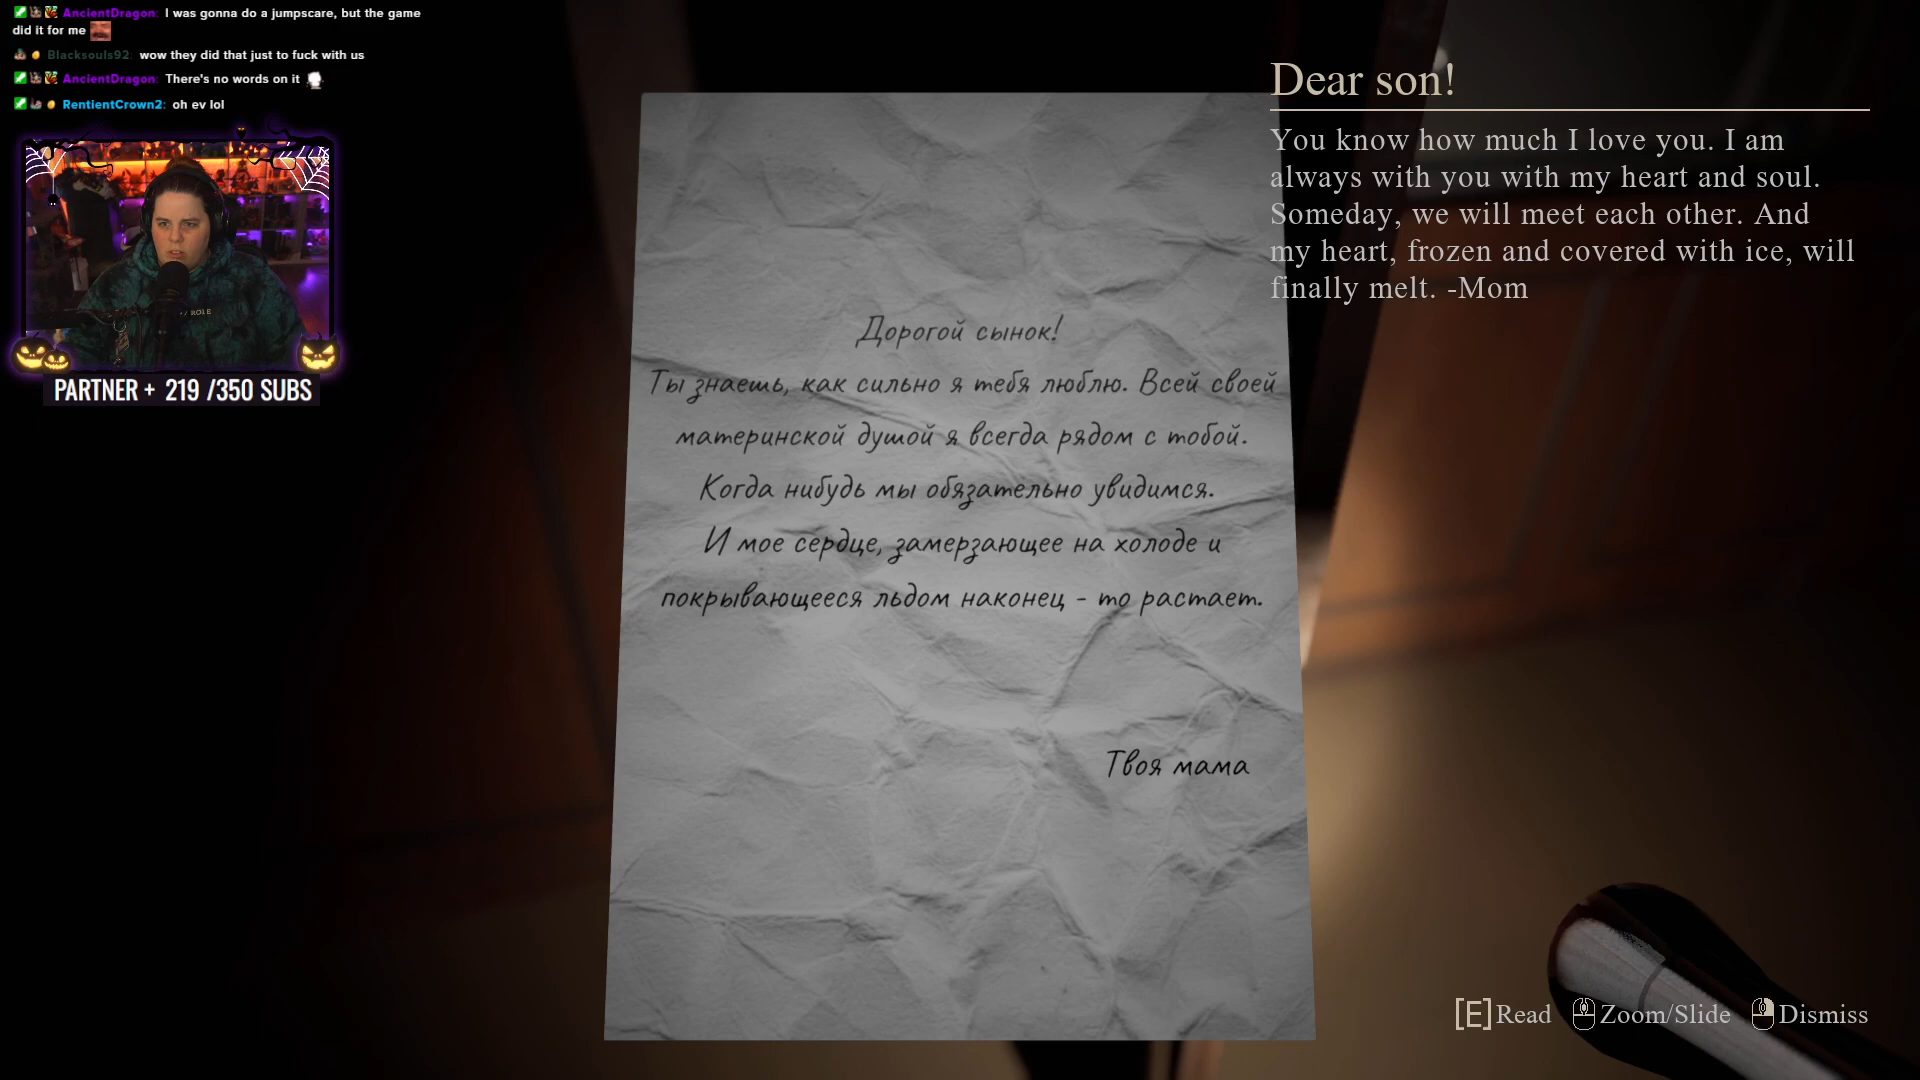 AncientDragon: I was gonna do a jumpscare, but the game
did it for me
Blacksouls92: wow they did that just to fuck with us
AncientDragon: There's no words on it
RentientCrown2: oh ev lol
/ ROLE
PARTNER + 219 /350 SUBS
Дорогой сынок!
Ты знаешь, как сильно я тебя люблю. Всей своей
материнской душой я всегда рядом с тобой.
Когда нибудь мы обязательно увидимся.
И мое сердце, замерзающее на холоде и
покрывающееся льдом наконец - то растает.
Твоя мама
Dear son!
You know how much I love you. I am
always with you with my heart and soul.
Someday, we will meet each other. And
my heart, frozen and covered with ice, will
finally melt. -Mom
[E] Read Zoom/Slide Dismiss